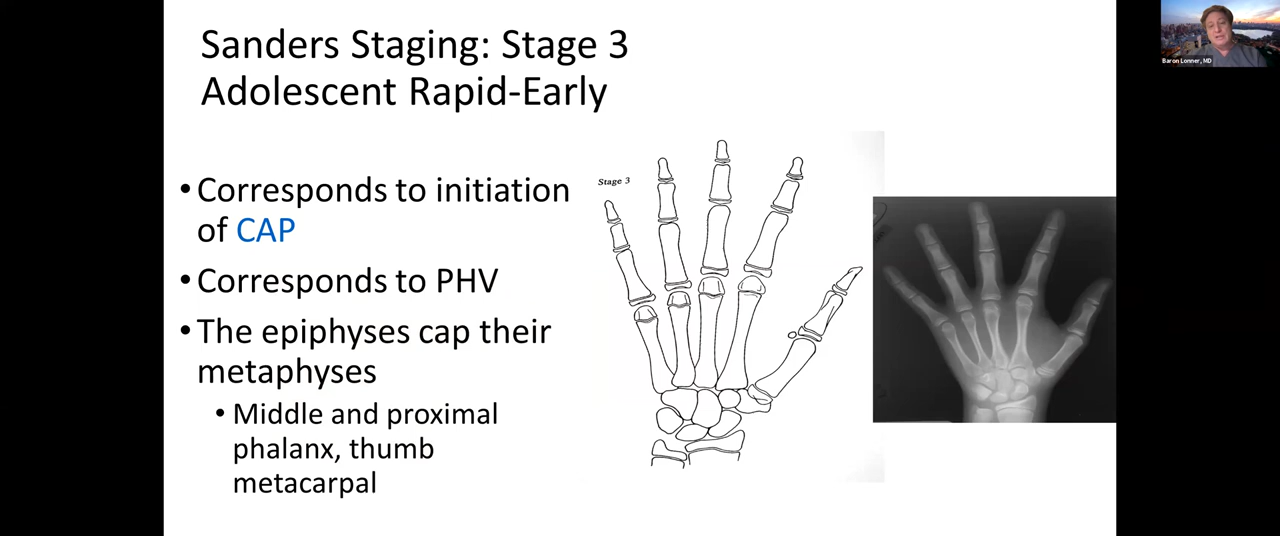 Sanders Staging: Stage 3
Adolescent Rapid-Early
• Corresponds to initiation
of CAP
• Corresponds to PHV
• The epiphyses cap their
metaphyses
• Middle and proximal
phalanx, thumb
metacarpal
Stage 3
Baron Lonner, MD